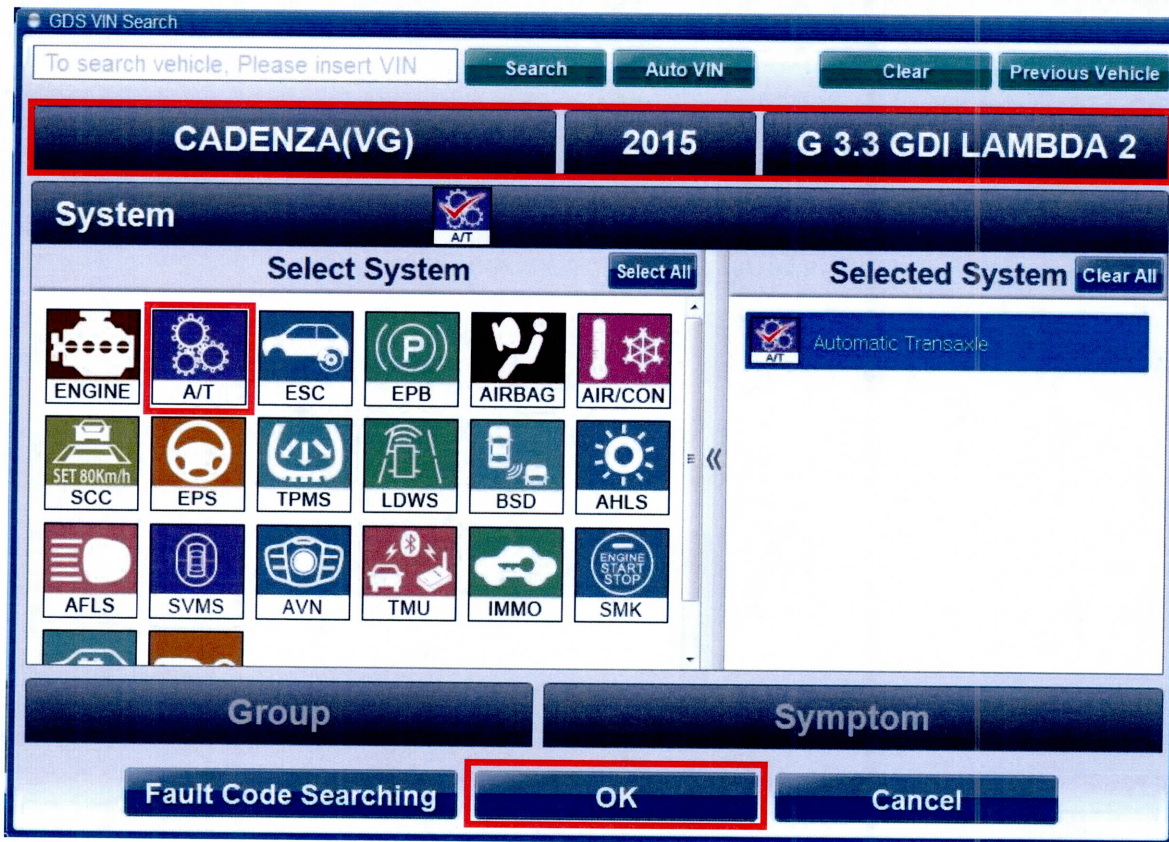 GDS VIN Search
To search vehicle, Please insert VIN
Search
Auto VIN
Clear
Previous Vehicle
CADENZA(VG)
2015
G 3.3 GDI LAMBDA 2
System
A/T
Select System
Select All
Selected System
Clear All
ENGINE
A/T
ESC
(P)
EPB
AIRBAG
AIR/CON
A/T
Automatic Transaxle
SET 80Km/h
SCC
EPS
TPMS
LDWS
BSD
AHLS
AFLS
SVMS
AVN
TMU
IMMO
ENGINE
START
STOP
SMK
Group
Symptom
Fault Code Searching
OK
Cancel